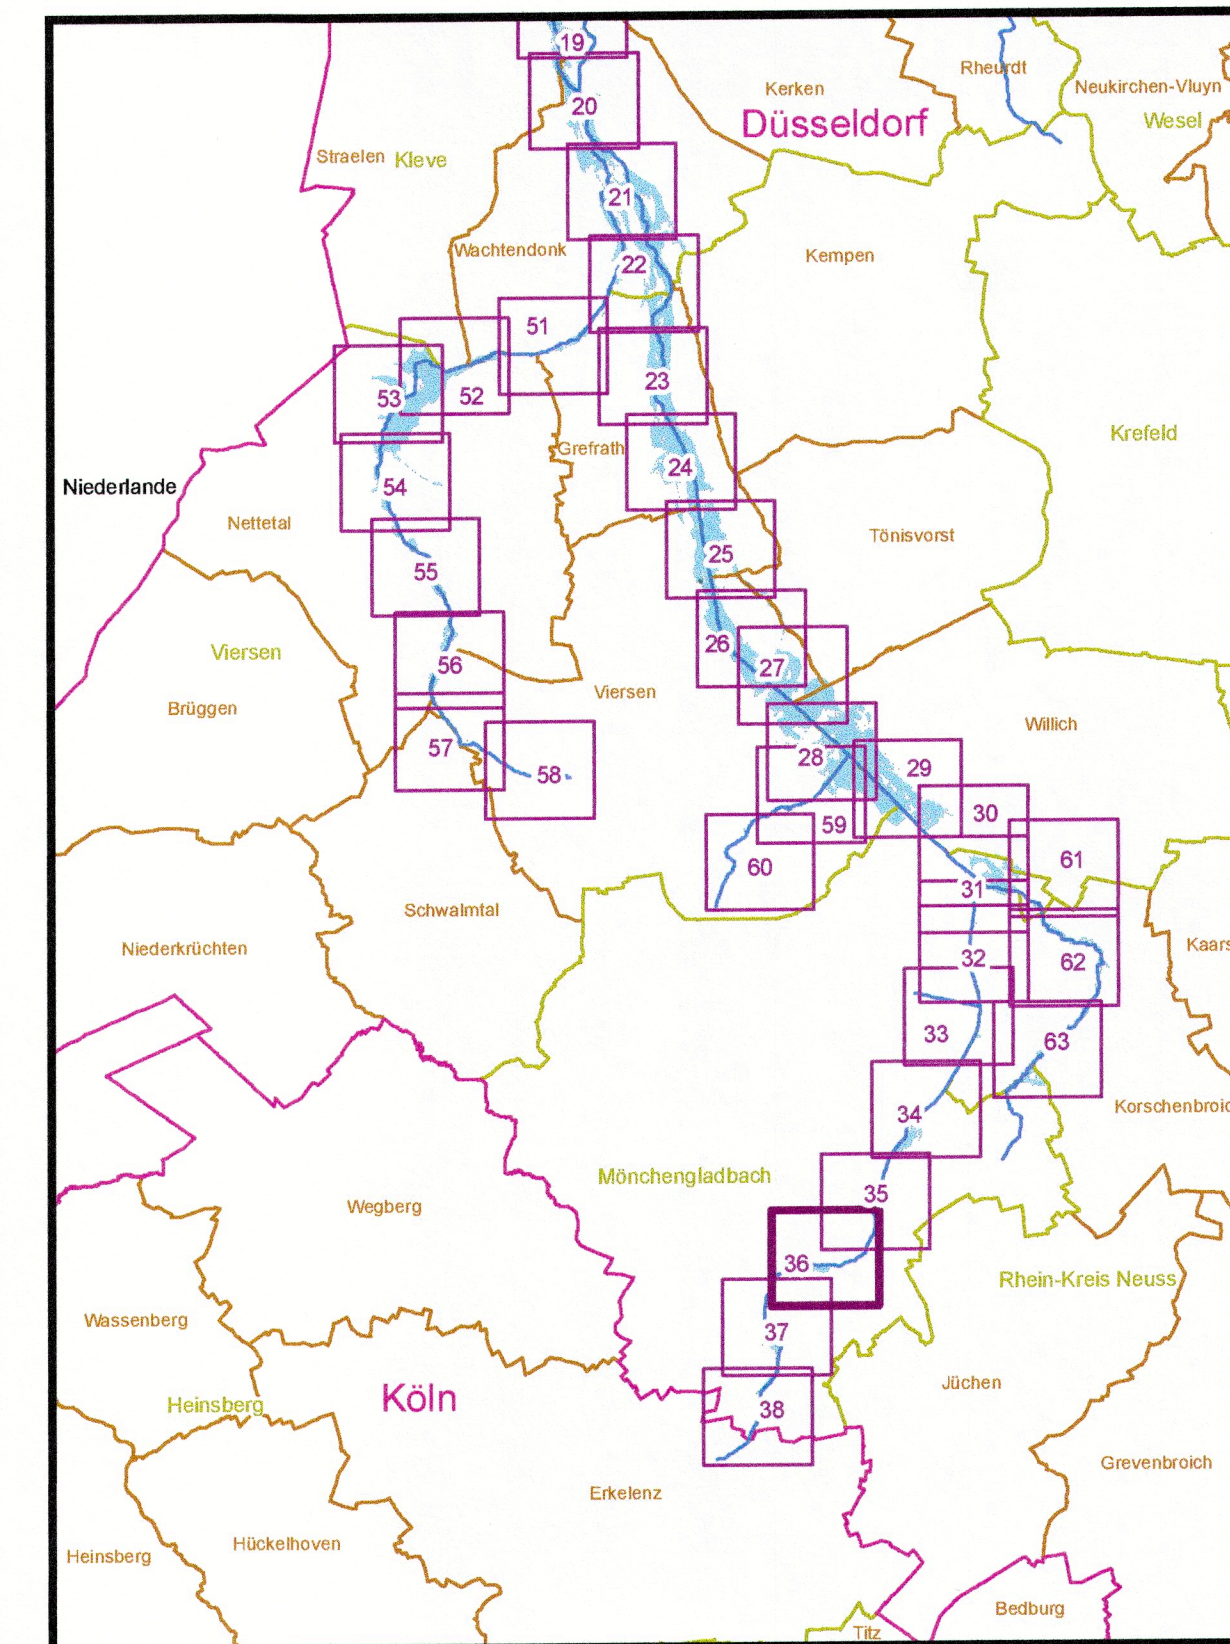 19
Rheurdt
Neukirchen-Vluyn
Kerken
20
Düsseldorf
Wesel
Straelen
Kleve
21
Wachtendonk
Kempen
22
51
23
53
52
Krefeld
Grefrath
24
Niederlande
54
Nettetal
Tönisvorst
25
55
26
Viersen
56
27
Viersen
Brüggen
Willich
57
28
29
58
30
59
61
60
31
Schwalmtal
Niederkrüchten
Kaars
32
62
33
63
Korschenbroic
34
Mönchengladbach
35
Wegberg
36
Rhein-Kreis Neuss
Wassenberg
37
Jüchen
Köln
Heinsberg
38
Grevenbroich
Erkelenz
Hückelhoven
Heinsberg
Bedburg
Titz